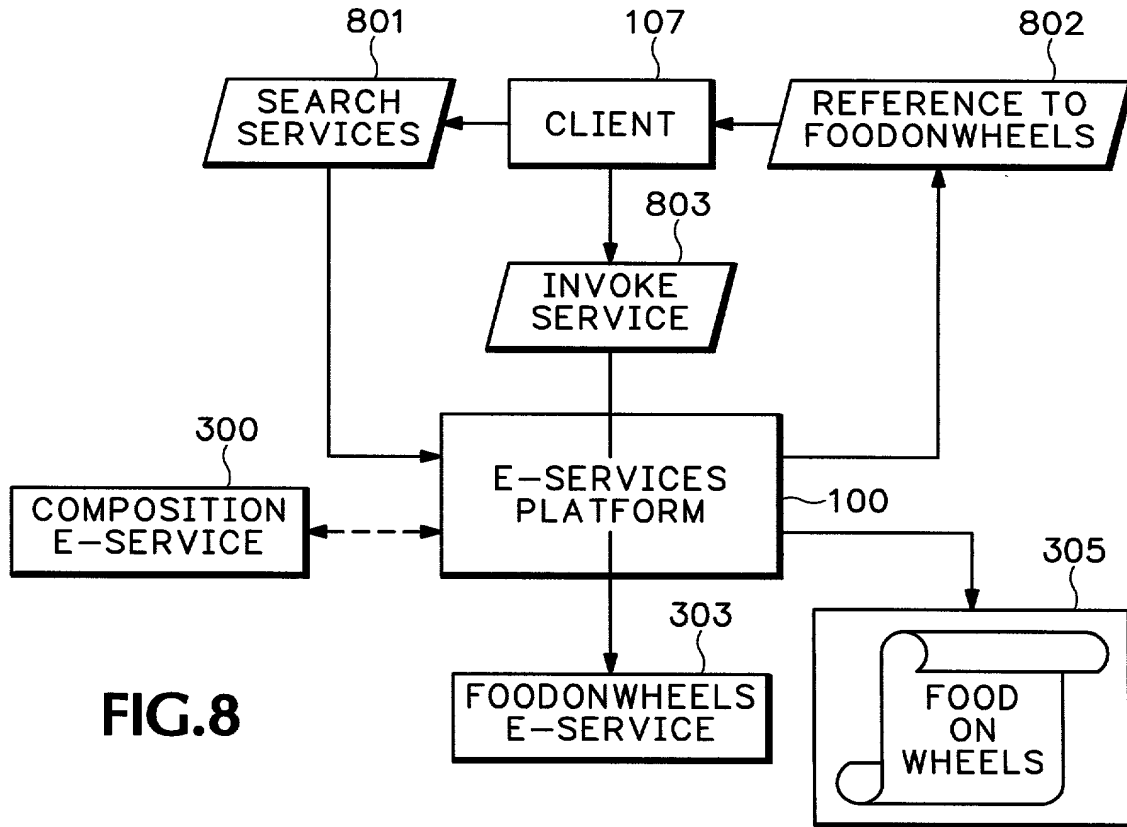 801
107
802
SEARCH
SERVICES
CLIENT
REFERENCE TO
FOODONWHEELS
803
INVOKE
SERVICE
300
COMPOSITION
E-SERVICE
E-SERVICES
PLATFORM
100
305
303
FOODONWHEELS
E-SERVICE
FOOD
ON
WHEELS
FIG.8